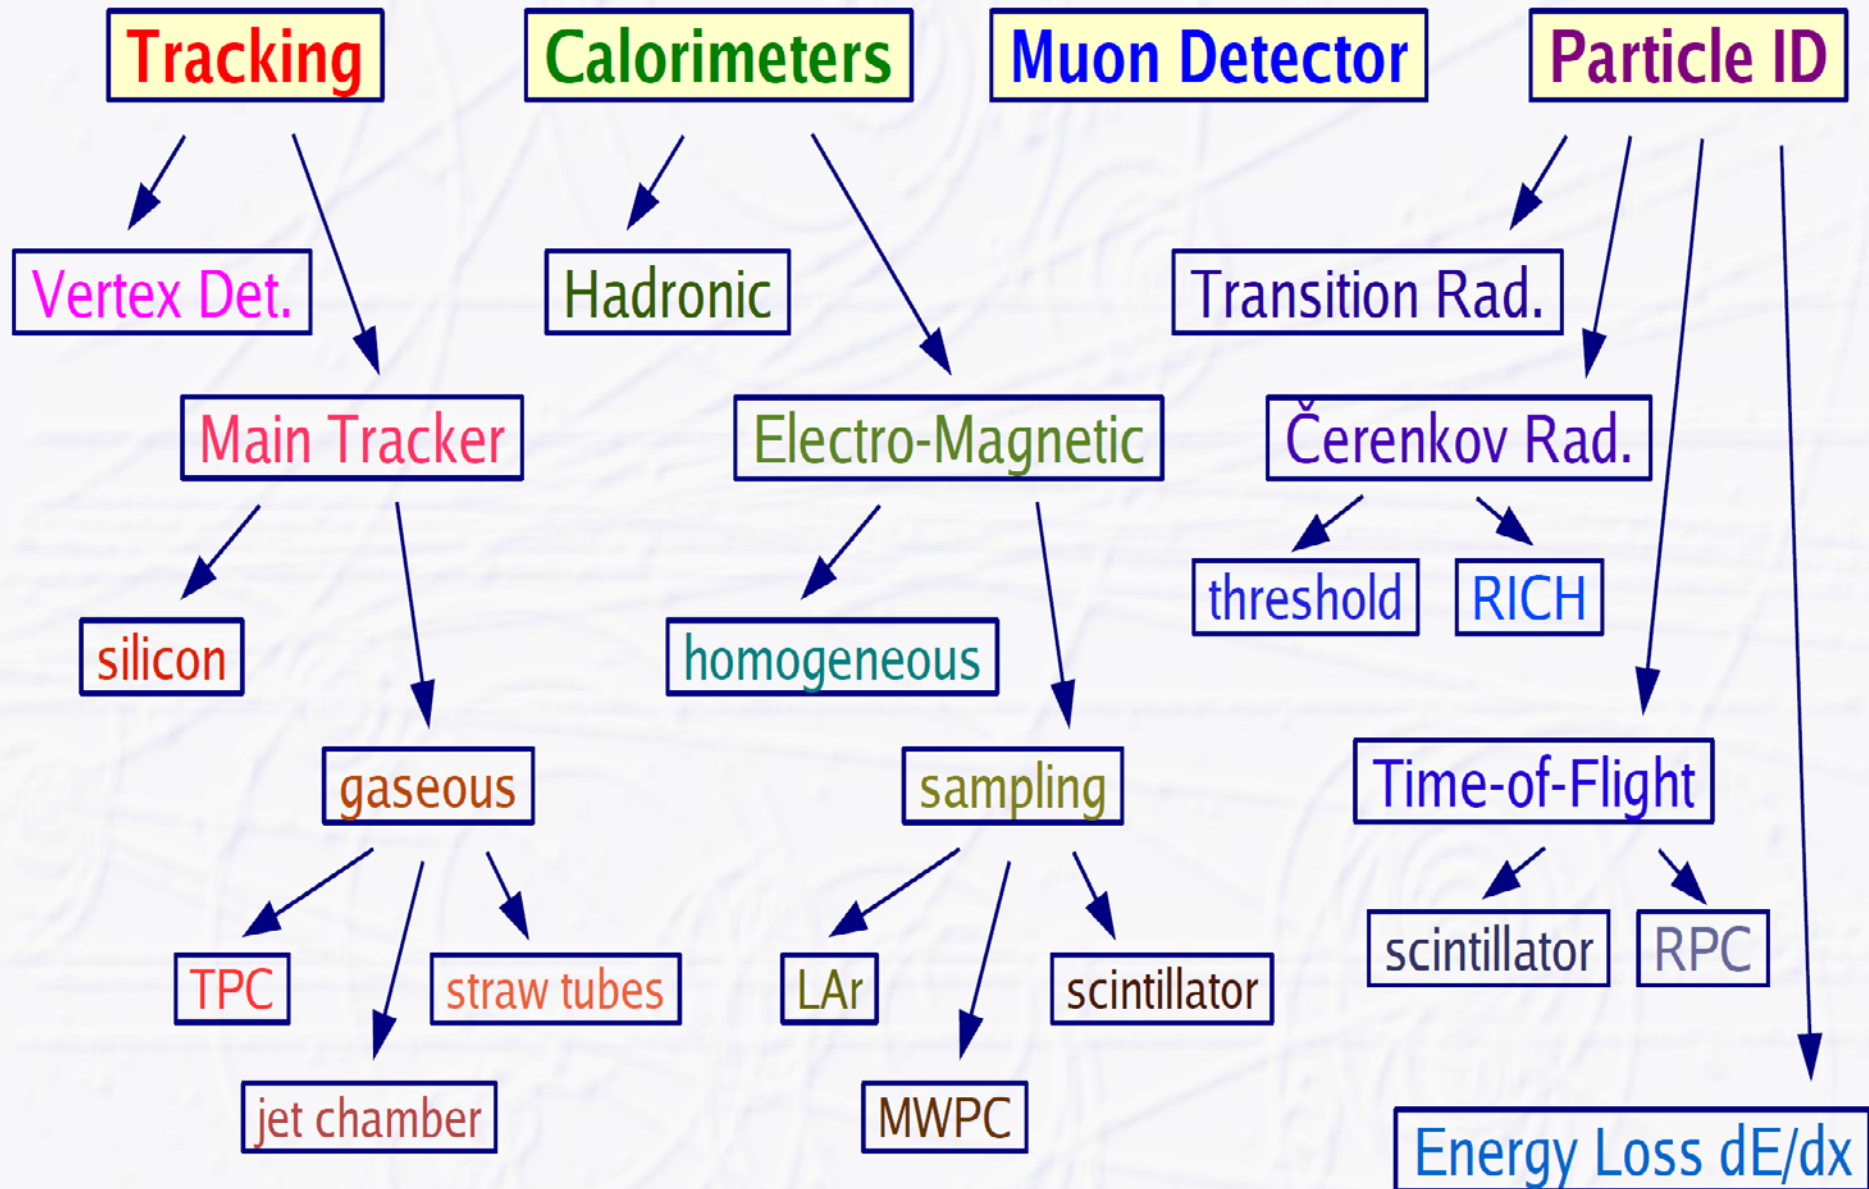 Tracking
Calorimeters
Muon Detector
Particle ID
Vertex Det.
Hadronic
Transition Rad.
Main Tracker
Electro-Magnetic
Čerenkov Rad.
silicon
homogeneous
threshold
RICH
gaseous
sampling
Time-of-Flight
TPC
straw tubes
LAr
scintillator
scintillator
RPC
jet chamber
MWPC
Energy Loss dE/dx